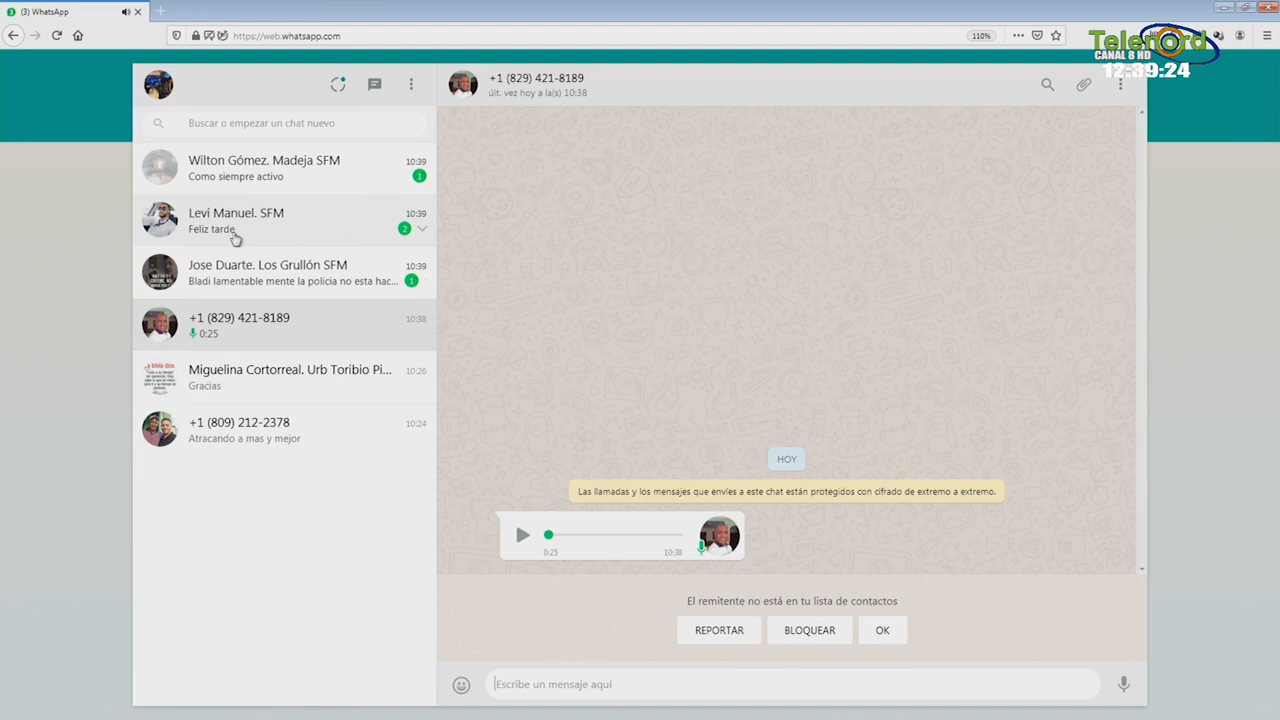 (3) WhatsApp
https://web.whatsapp.com
110%
Telenord
CANAL 8 HD
12:39:24
+1 (829) 421-8189
últ. vez hoy a la(s) 10:38
Buscar o empezar un chat nuevo
Wilton Gómez. Madeja SFM
10:39
Como siempre activo
1
Levi Manuel. SFM
10:39
Feliz tarde
2
Jose Duarte. Los Grullón SFM
10:39
Bladi lamentable mente la policia no esta hac...
1
+1 (829) 421-8189
10:38
0:25
Miguelina Cortorreal. Urb Toribio Pi...
10:26
Gracias
+1 (809) 212-2378
10:24
Atracando a mas y mejor
HOY
Las llamadas y los mensajes que envíes a este chat están protegidos con cifrado de extremo a extremo.
0:25
10:38
El remitente no está en tu lista de contactos
REPORTAR
BLOQUEAR
OK
Escribe un mensaje aquí